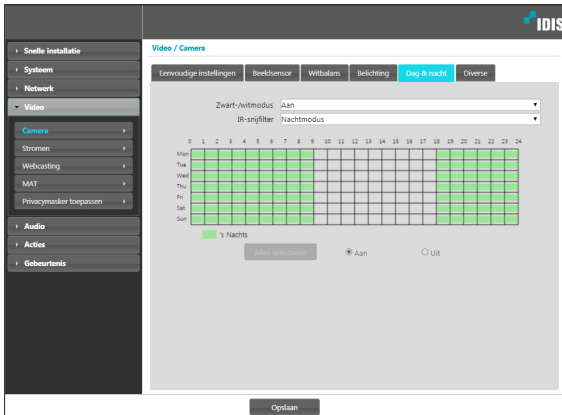 IDIS
Snelle installatie
Systeem
Netwerk
Video
Camera
Stromen
Webcasting
MAT
Privacymasker toepassen
Audio
Acties
Gebeurtenis
Video / Camera
Eenvoudige instellingen Beeldsensor Witbalans Belichting Dag & nacht Diverse
Zwart-/witmodus Aan
IR-snijfilter Nachtmodus
0 1 2 3 4 5 6 7 8 9 10 11 12 13 14 15 16 17 18 19 20 21 22 23 24
Mon
Tue
Wed
Thu
Fri
Sat
Sun
's Nachts
Alles selecteren Aan Uit
Opslaan